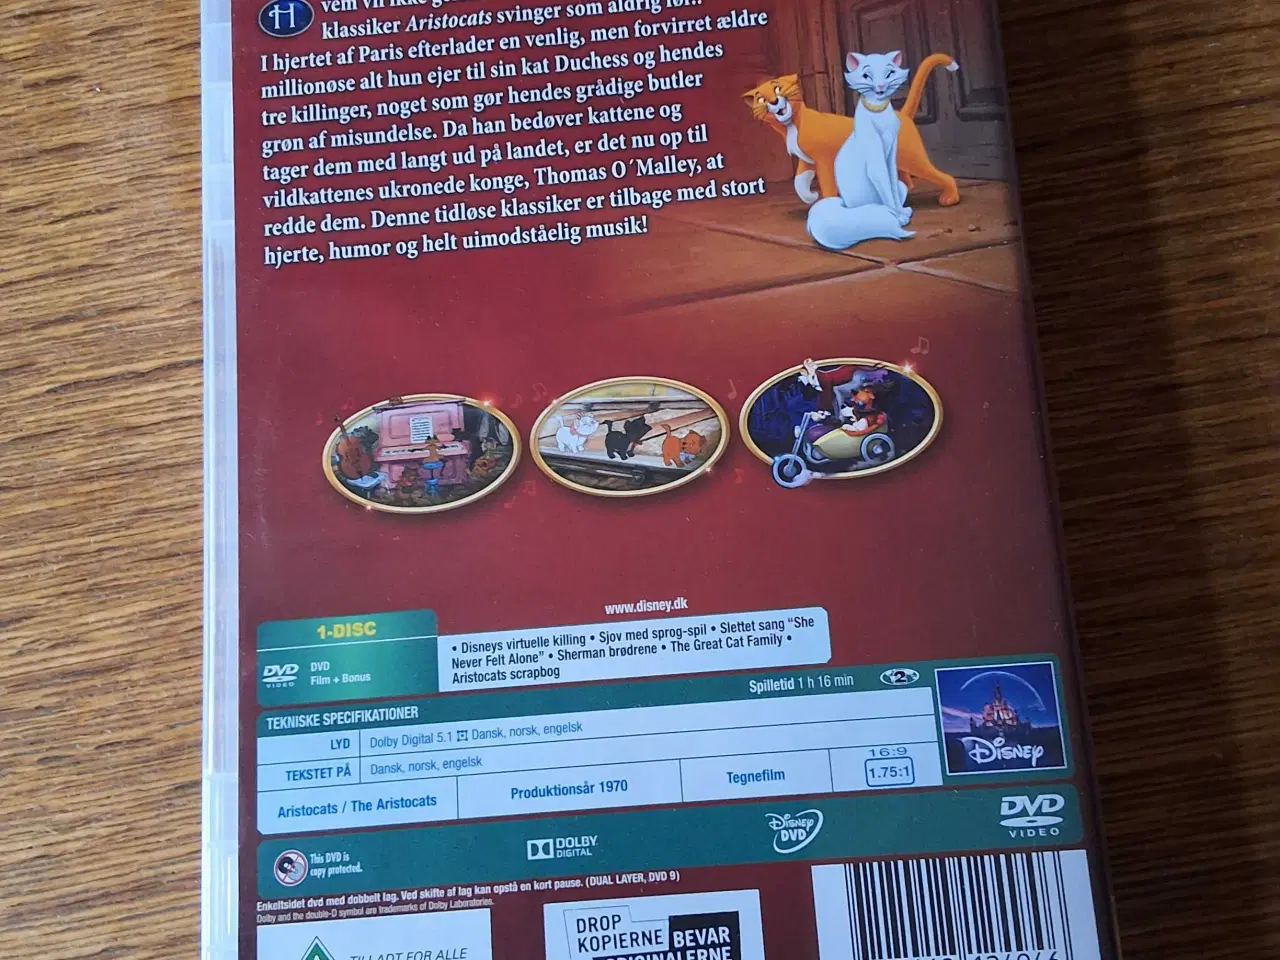 H
klassiker Aristocats svinger som aldrig før!!
I hjertet af Paris efterlader en venlig, men forvirret ældre
millionøse alt hun ejer til sin kat Duchess og hendes
tre killinger, noget som gør hendes grådige butler
grøn af misundelse. Da han bedøver kattene og
tager dem med langt ud på landet, er det nu op til
vildkattenes ukronede konge, Thomas O´Malley, at
redde dem. Denne tidløse klassiker er tilbage med stort
hjerte, humor og helt uimodståelig musik!
www.disney.dk
1-DISC
DVD VIDEO
DVD
Film + Bonus
• Disneys virtuelle killing • Sjov med sprog-spil • Slettet sang "She
Never Felt Alone" • Sherman brødrene • The Great Cat Family •
Aristocats scrapbog
Spilletid 1 h 16 min
2
TEKNISKE SPECIFIKATIONER
LYD
Dolby Digital 5.1 Dansk, norsk, engelsk
TEKSTET PÅ
Dansk, norsk, engelsk
Aristocats / The Aristocats
Produktionsår 1970
Tegnefilm
16:9
1.75:1
Disney
This DVD is
copy protected.
DOLBY
DIGITAL
Disney
DVD
DVD
VIDEO
Enkeltsidet dvd med dobbelt lag. Ved skifte af lag kan opstå en kort pause. (DUAL LAYER, DVD 9)
Dolby and the double-D symbol are trademarks of Dolby Laboratories.
TILLADT FOR ALLE
DROP
KOPIERNE
BEVAR
ORIGINALERNE